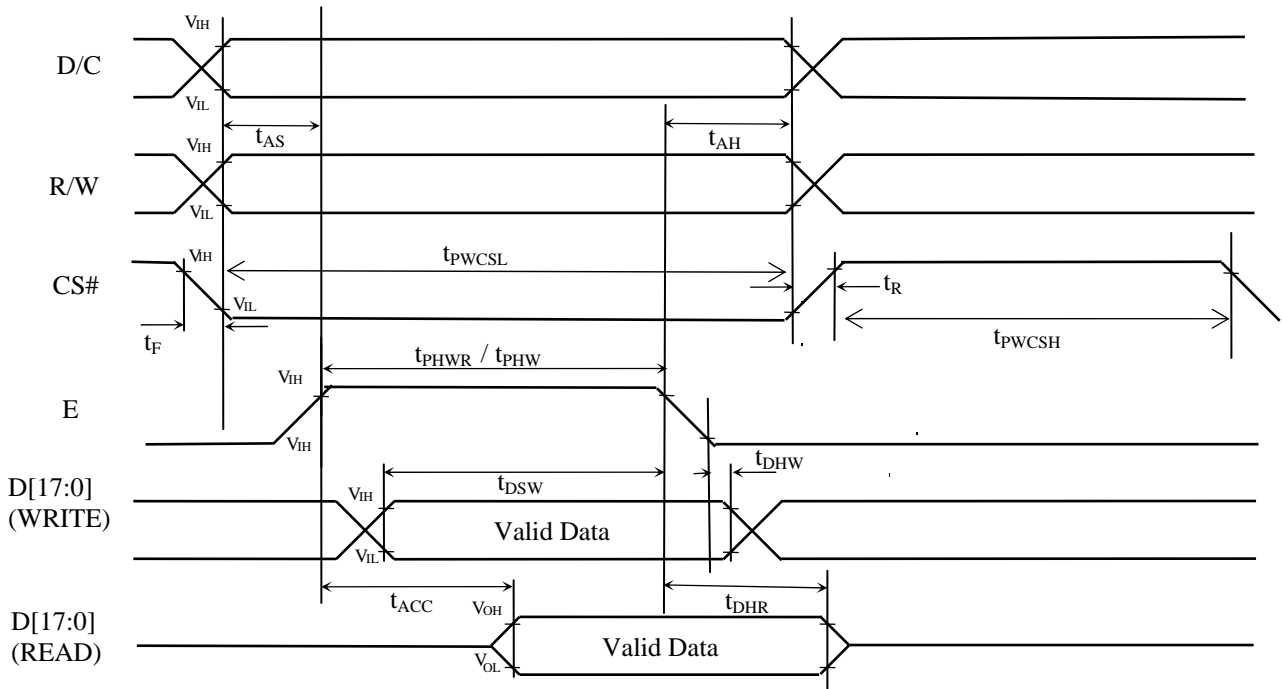 VIH
D/C
VIL
tAS
tAH
VIH
R/W
VIL
VIH
tPWCSL
CS#
VIL
tR
tF
tPWCSH
tPHWR / tPHW
VIH
E
VIH
tDHW
D[17:0]
(WRITE)
VIH
tDSW
Valid Data
VIL
tACC
tDHR
D[17:0]
(READ)
VOH
Valid Data
VOL